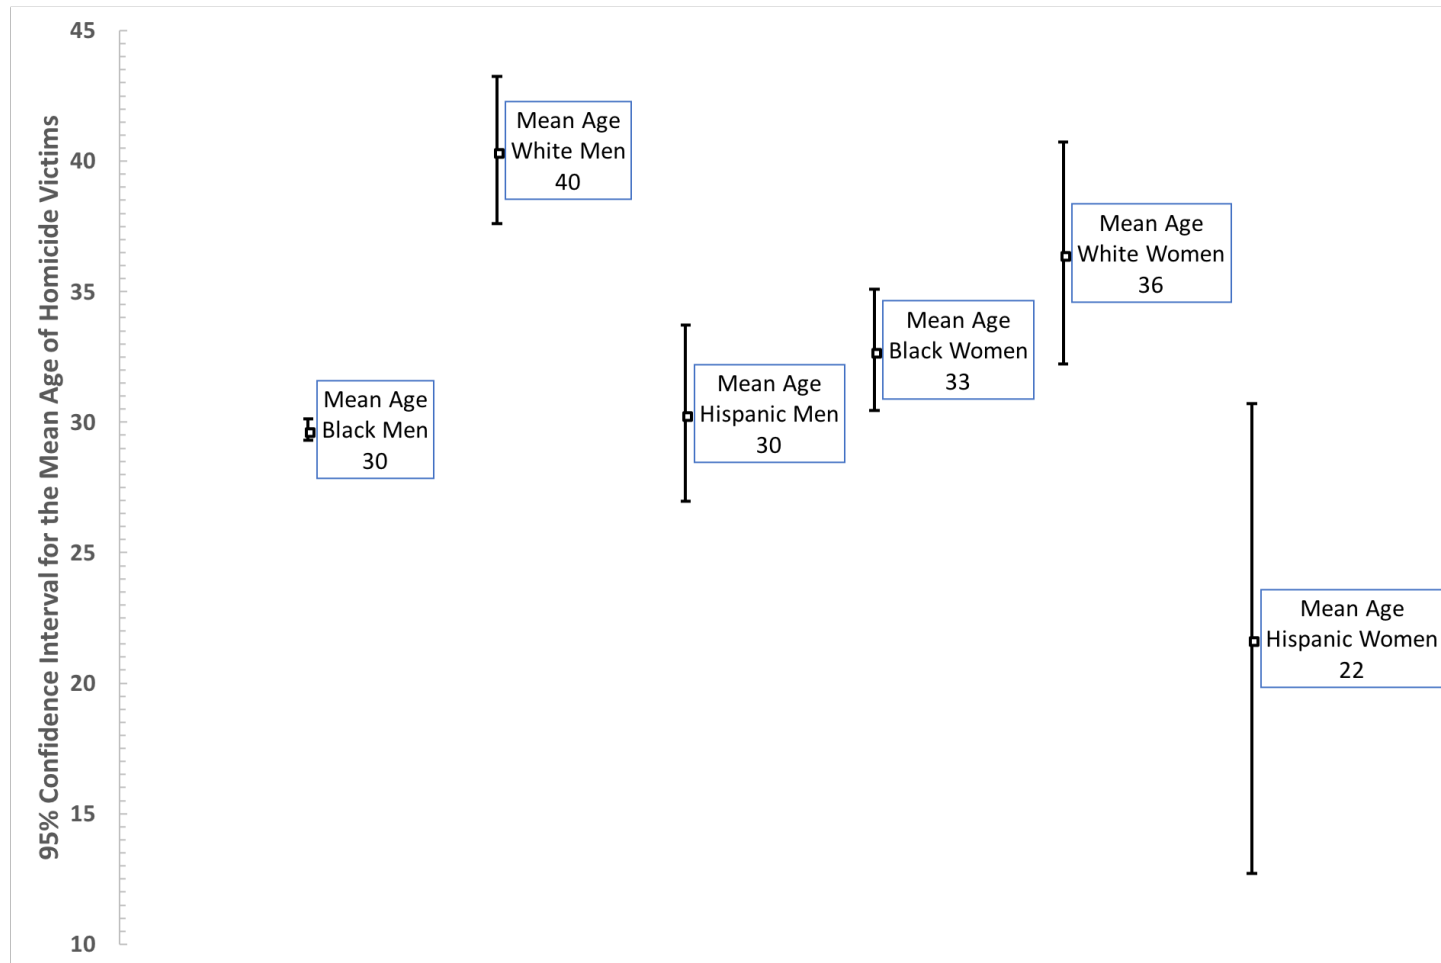 95% Confidence Interval for the Mean Age of Homicide Victims
45
40
35
30
25
20
15
10
Mean Age
Black Men
30
Mean Age
White Men
40
Mean Age
Hispanic Men
30
Mean Age
Black Women
33
Mean Age
White Women
36
Mean Age
Hispanic Women
22